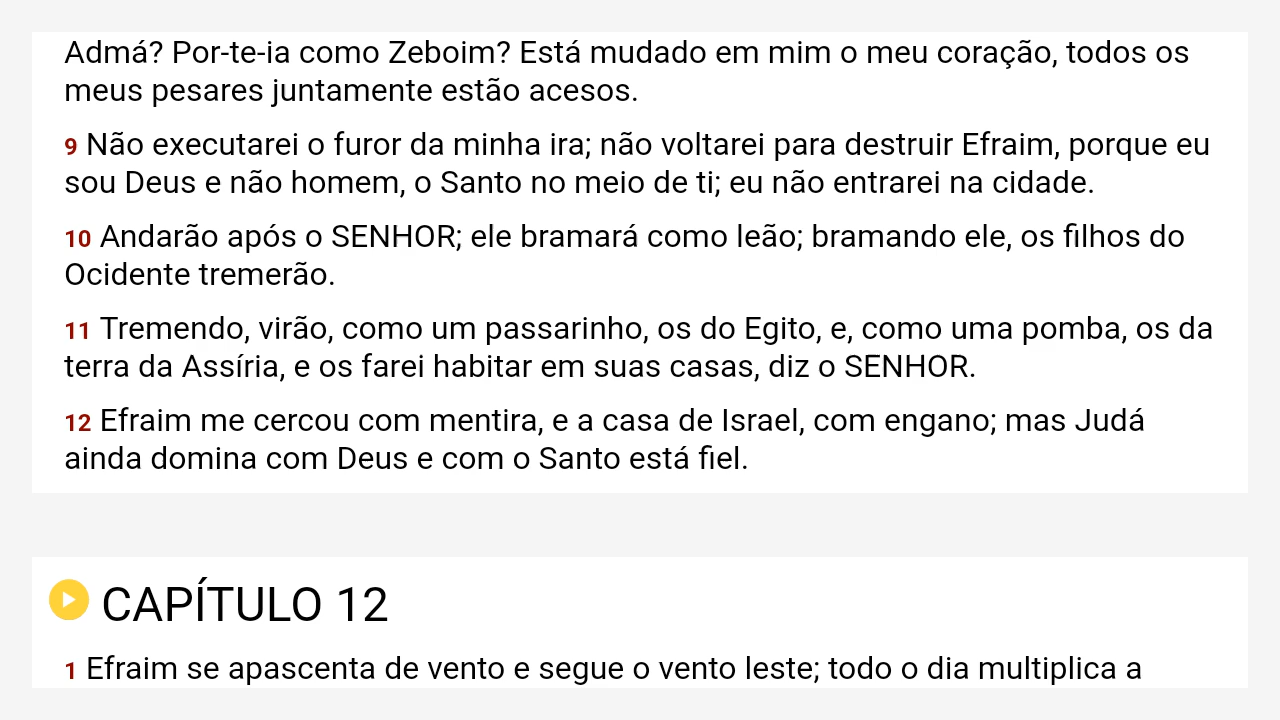 Admá? Por-te-ia como Zeboim? Está mudado em mim o meu coração, todos os
meus pesares juntamente estão acesos.
9 Não executarei o furor da minha ira; não voltarei para destruir Efraim, porque eu
sou Deus e não homem, o Santo no meio de ti; eu não entrarei na cidade.
10 Andarão após o SENHOR; ele bramará como leão; bramando ele, os filhos do
Ocidente tremerão.
11 Tremendo, virão, como um passarinho, os do Egito, e, como uma pomba, os da
terra da Assíria, e os farei habitar em suas casas, diz o SENHOR.
12 Efraim me cercou com mentira, e a casa de Israel, com engano; mas Judá
ainda domina com Deus e com o Santo está fiel.
CAPÍTULO 12
1 Efraim se apascenta de vento e segue o vento leste; todo o dia multiplica a